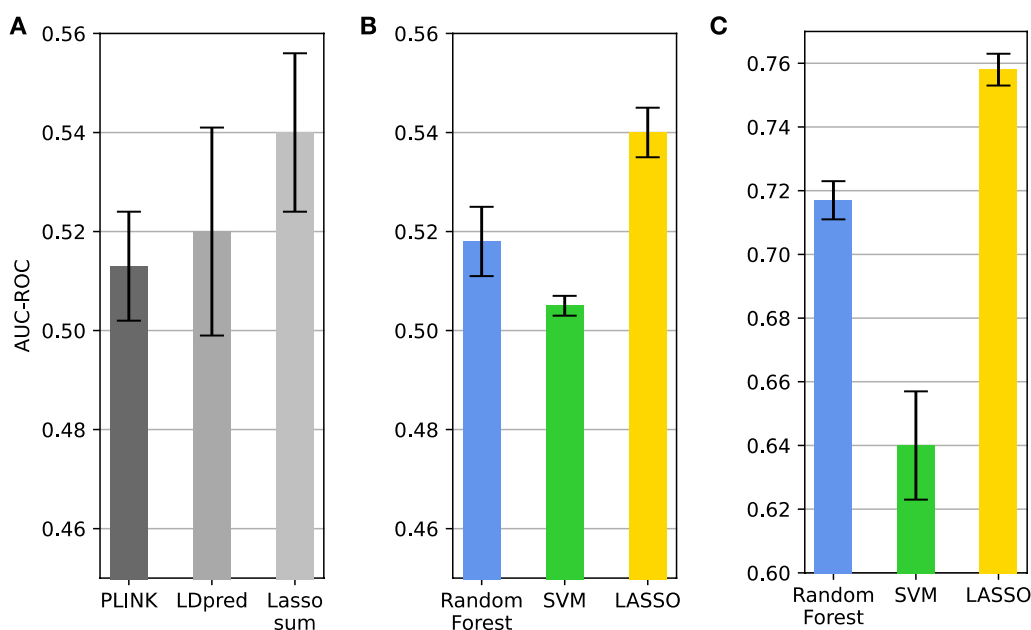 A
AUC-ROC
0.56
0.54
0.52
0.50
0.48
0.46
PLINK
LDpred
Lasso
sum
B
0.56
0.54
0.52
0.50
0.48
0.46
Random
Forest
SVM
LASSO
C
0.76
0.74
0.72
0.70
0.68
0.66
0.64
0.62
0.60
Random
Forest
SVM
LASSO